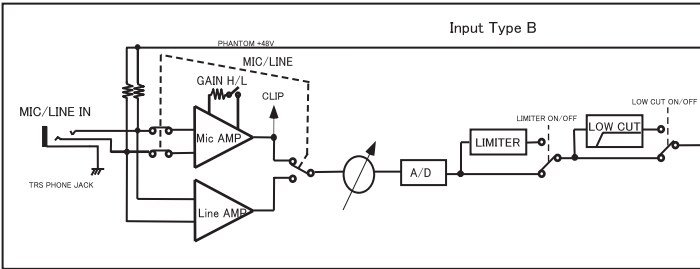 Input Type B
PHANTOM +48V
MIC/LINE
GAIN H/L
CLIP
MIC/LINE IN
Mic AMP
LIMITER ON/OFF
LOW CUT ON/OFF
LOW CUT
LIMITER
A/D
TRS PHONE JACK
Line AMP